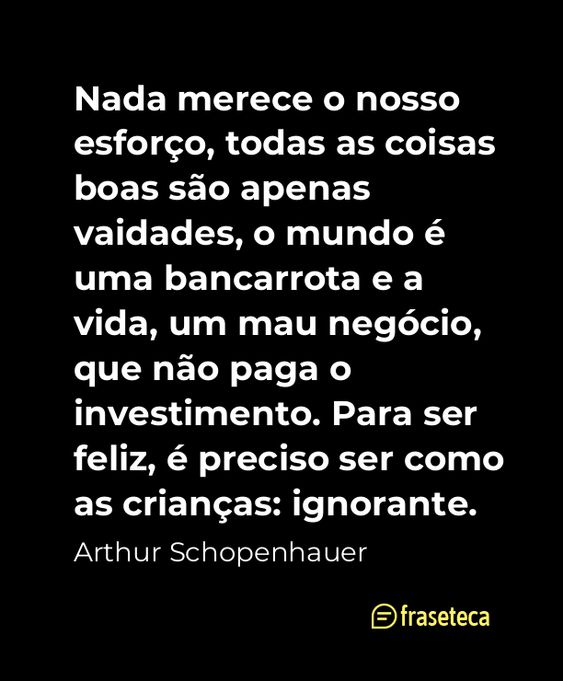 Nada merece o nosso
esforço, todas as coisas
boas são apenas
vaidades, o mundo é
uma bancarrota e a
vida, um mau negócio,
que não paga o
investimento. Para ser
feliz, é preciso ser como
as crianças: ignorante.
Arthur Schopenhauer
fraseteca